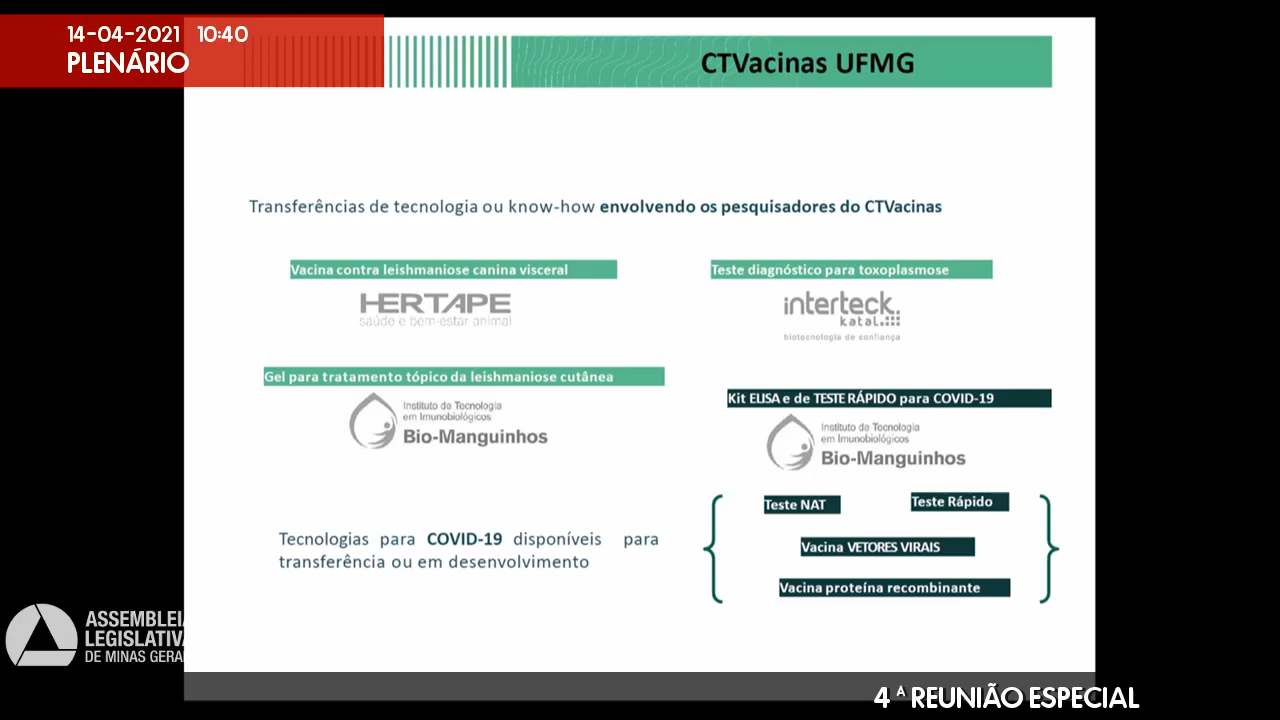 14-04-2021 10:40
PLENÁRIO
CTVacinas UFMG
Transferências de tecnologia ou know-how envolvendo os pesquisadores do CTVacinas
Vacina contra leishmaniose canina visceral
HERTAPE
saúde e bem-estar animal
Teste diagnóstico para toxoplasmose
interteck
katal
biotecnologia de confiança
Gel para tratamento tópico da leishmaniose cutânea
Instituto de Tecnologia
em Imunobiológicos
Bio-Manguinhos
Kit ELISA e de TESTE RÁPIDO para COVID-19
Instituto de Tecnologia
em Imunobiológicos
Bio-Manguinhos
Tecnologias para COVID-19 disponíveis para
transferência ou em desenvolvimento
Teste NAT
Teste Rápido
Vacina VETORES VIRAIS
Vacina proteína recombinante
ASSEMBLEIA
LEGISLATIVA
DE MINAS GERAI
4ª REUNIÃO ESPECIAL